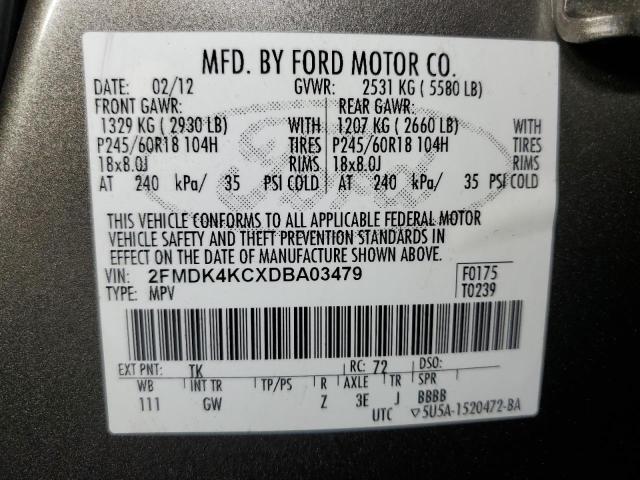 MFD. BY FORD MOTOR CO.
DATE: 02/12 GVWR: 2531 KG ( 5580 LB)
FRONT GAWR: REAR GAWR:
1329 KG ( 2930 LB) WITH 1207 KG ( 2660 LB) WITH
P245/60R18 104H TIRES P245/60R18 104H TIRES
18x8.0J RIMS 18x8.0J RIMS
AT 240 kPa/ 35 PSI COLD AT 240 kPa/ 35 PSI COLD
THIS VEHICLE CONFORMS TO ALL APPLICABLE FEDERAL MOTOR
VEHICLE SAFETY AND THEFT PREVENTION STANDARDS IN
EFFECT ON THE DATE OF MANUFACTURE SHOWN ABOVE.
VIN: 2FMDK4KCXDBA03479 F0175
TYPE: MPV T0239
EXT PNT: TK RC: 72 DSO:
WB INT TR TP/PS R AXLE TR SPR
111 GW Z 3E J BBBB
UTC ▽5U5A-1520472-BA